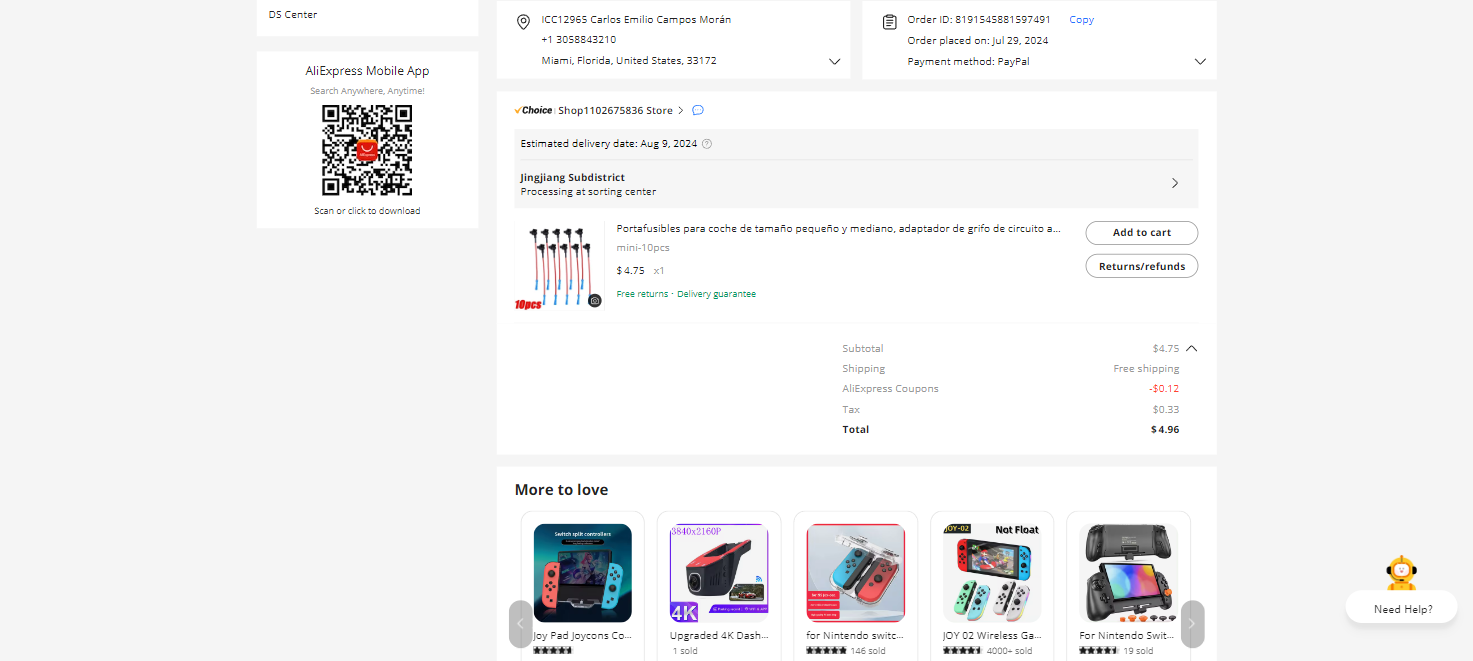 DS Center
AliExpress Mobile App
Search Anywhere, Anytime!
Scan or click to download
ICC12965 Carlos Emilio Campos Morán
+1 3058843210
Miami, Florida, United States, 33172
Order ID: 8191545881597491 Copy
Order placed on: Jul 29, 2024
Payment method: PayPal
Choice Shop1102675836 Store
Estimated delivery date: Aug 9, 2024
Jingjiang Subdistrict
Processing at sorting center
Portafusibles para coche de tamaño pequeño y mediano, adaptador de grifo de circuito a...
mini-10pcs
$4.75 x1
Free returns · Delivery guarantee
10pcs
Add to cart
Returns/refunds
Subtotal $4.75
Shipping Free shipping
AliExpress Coupons -$0.12
Tax $0.33
Total $4.96
More to love
Switch split controllers
Joy Pad Joycons Co...
3840x2160P
4K
Upgraded 4K Dash...
1 sold
for Nintendo switc...
146 sold
JOY-02
Not Float
JOY 02 Wireless Ga...
4000+ sold
For Nintendo Swit...
19 sold
Need Help?